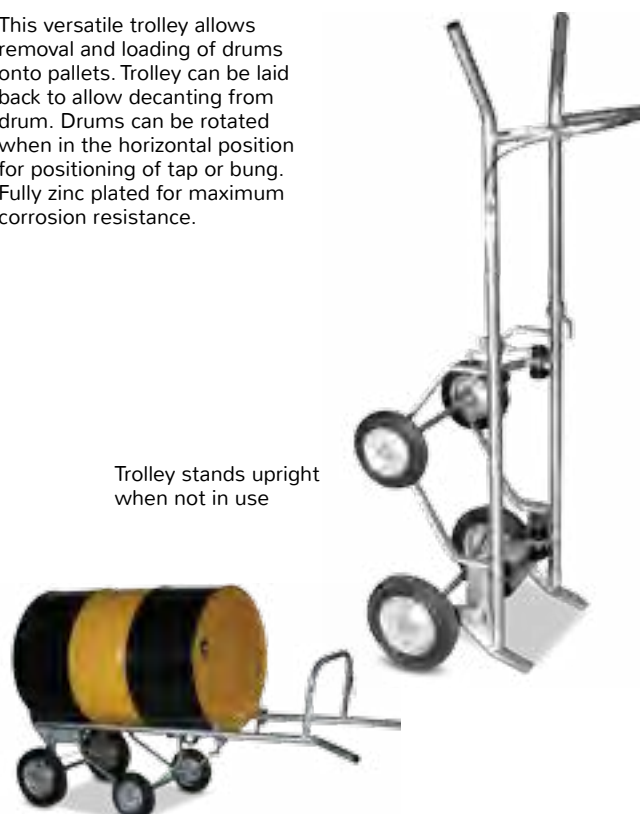 This versatile trolley allows
removal and loading of drums
onto pallets. Trolley can be laid
back to allow decanting from
drum. Drums can be rotated
when in the horizontal position
for positioning of tap or bung.
Fully zinc plated for maximum
corrosion resistance.
Trolley stands upright
when not in use